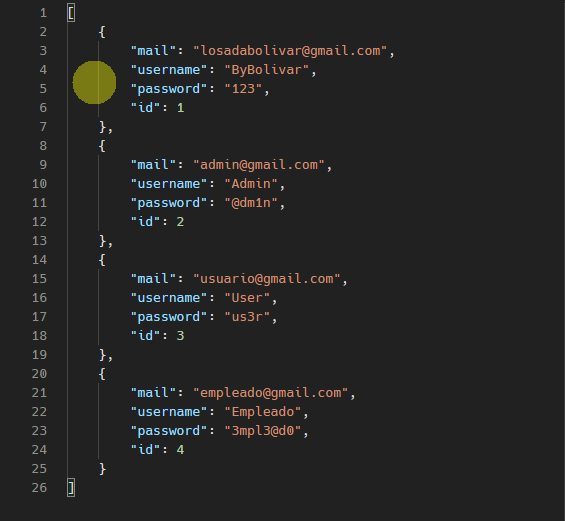 1 [
2 {
3 "mail": "losadabolivar@gmail.com",
4 "username": "ByBolivar",
5 "password": "123",
6 "id": 1
7 },
8 {
9 "mail": "admin@gmail.com",
10 "username": "Admin",
11 "password": "@dm1n",
12 "id": 2
13 },
14 {
15 "mail": "usuario@gmail.com",
16 "username": "User",
17 "password": "us3r",
18 "id": 3
19 },
20 {
21 "mail": "empleado@gmail.com",
22 "username": "Empleado",
23 "password": "3mpl3@d0",
24 "id": 4
25 }
26 ]